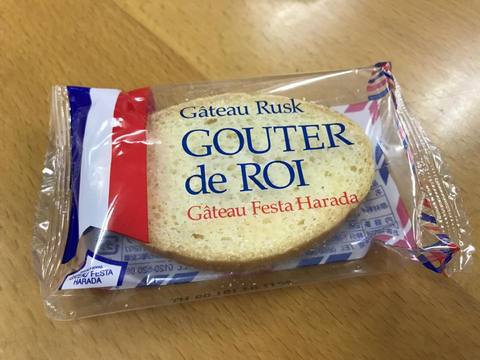 Gâteau Rusk
GOUTER
de ROI
Gâteau Festa Harada
FESTA
HARADA